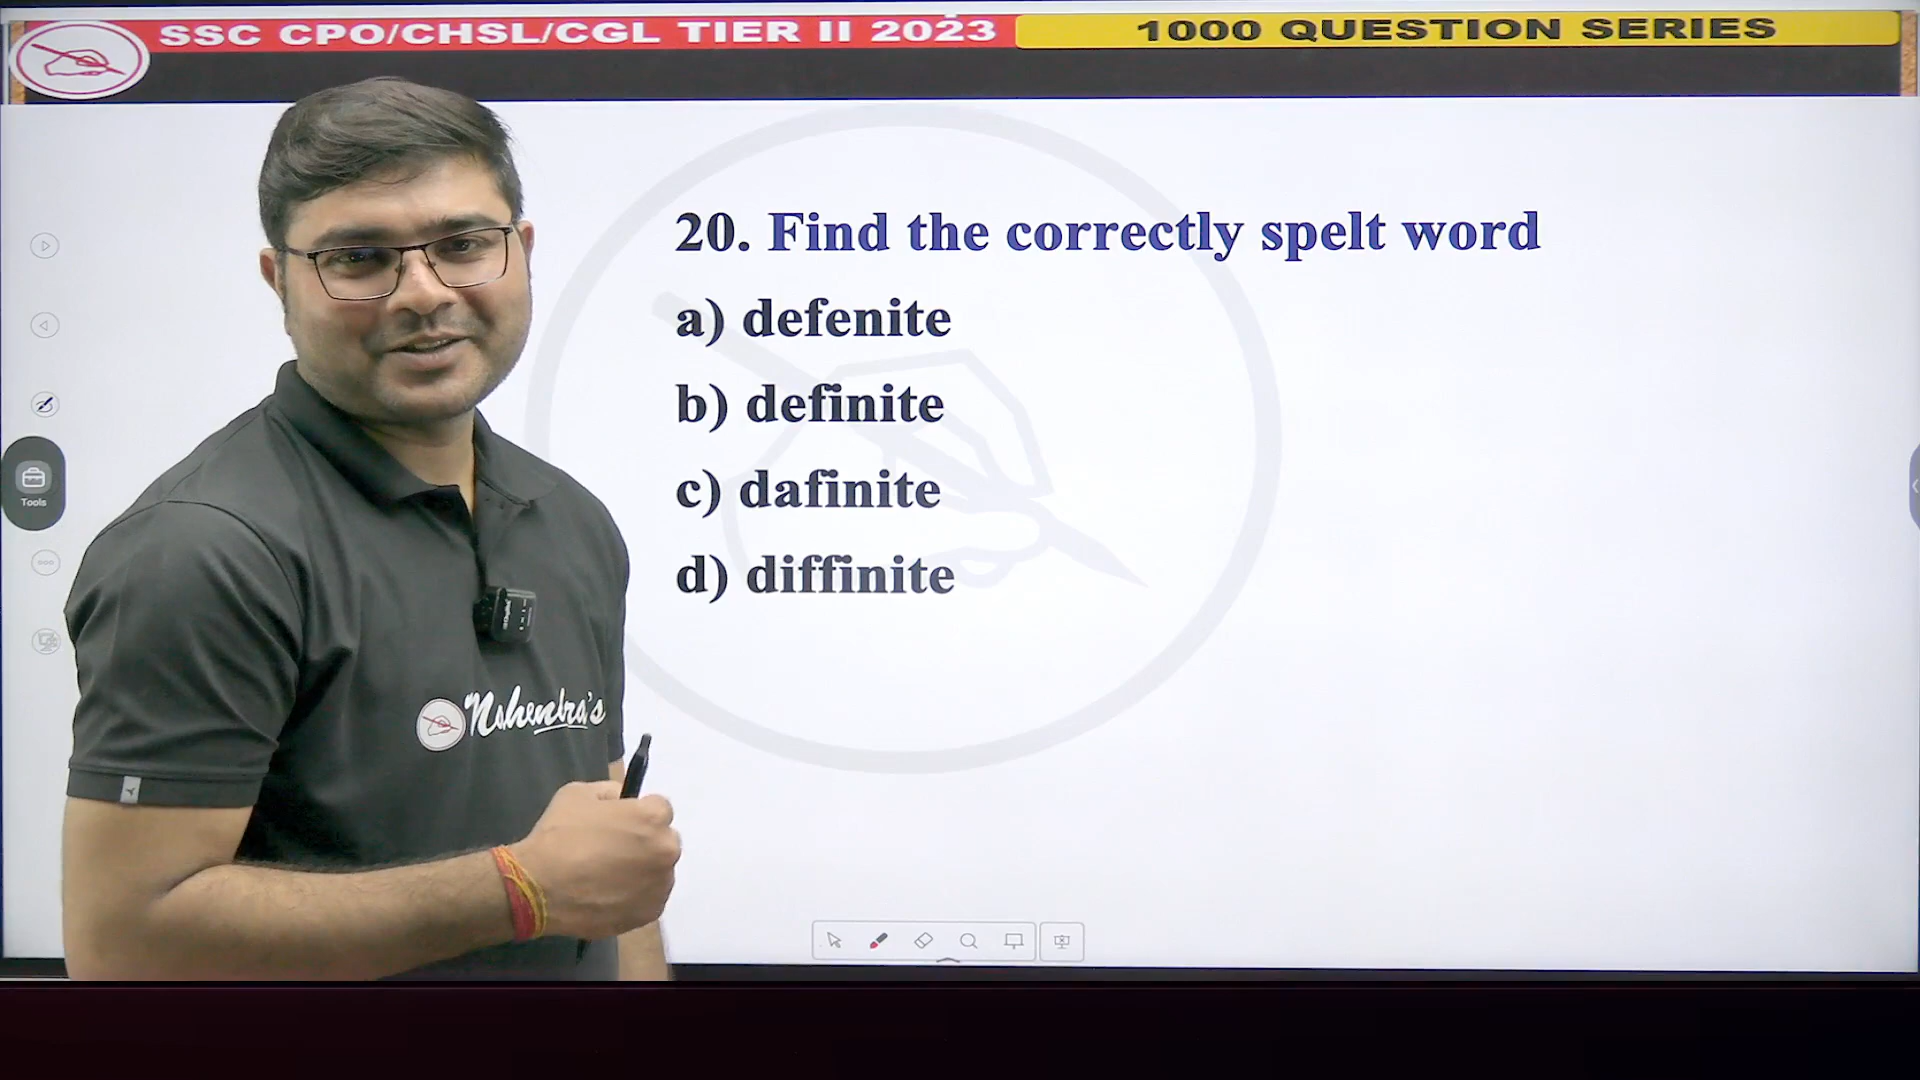 SSC CPO/CHSL/CGL TIER II 2023
1000 QUESTION SERIES
20. Find the correctly spelt word
a) defenite
b) definite
c) dafinite
d) diffinite
Tools
Mahendra's